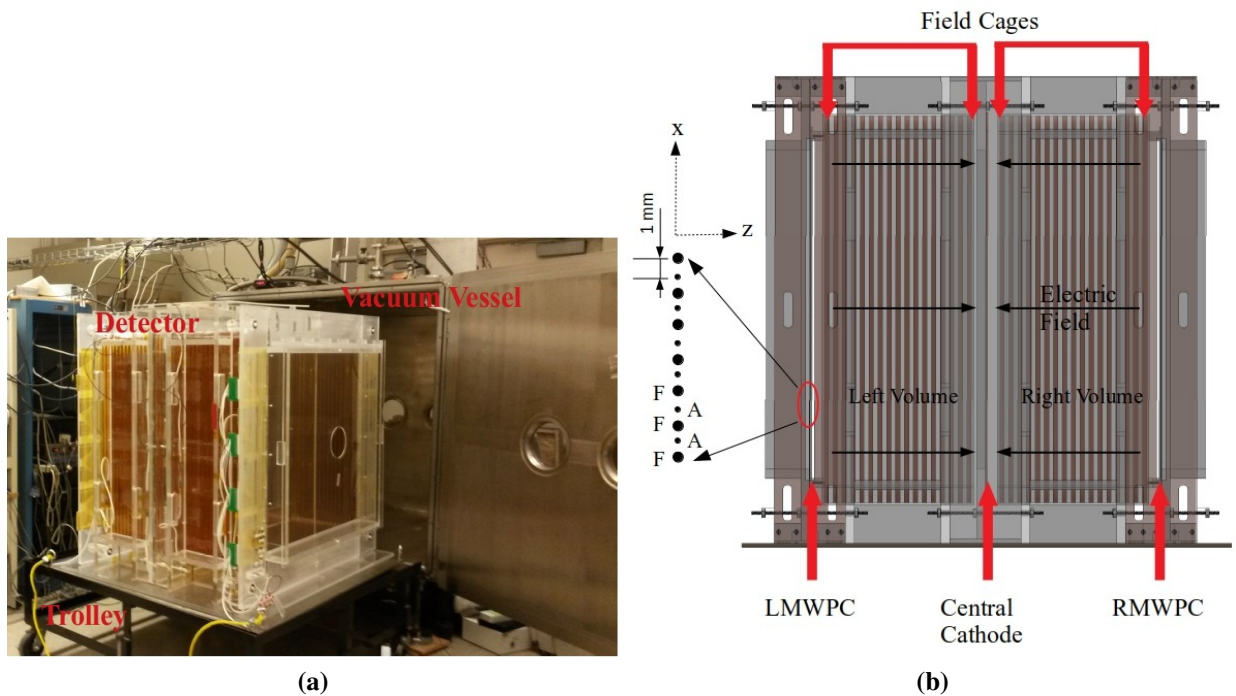 Field Cages
x
1 mm
z
Vacuum Vessel
Detector
Electric
Field
F
A
F
A
F
Left Volume
Right Volume
Trolley
LMWPC
Central
Cathode
RMWPC
(a)
(b)